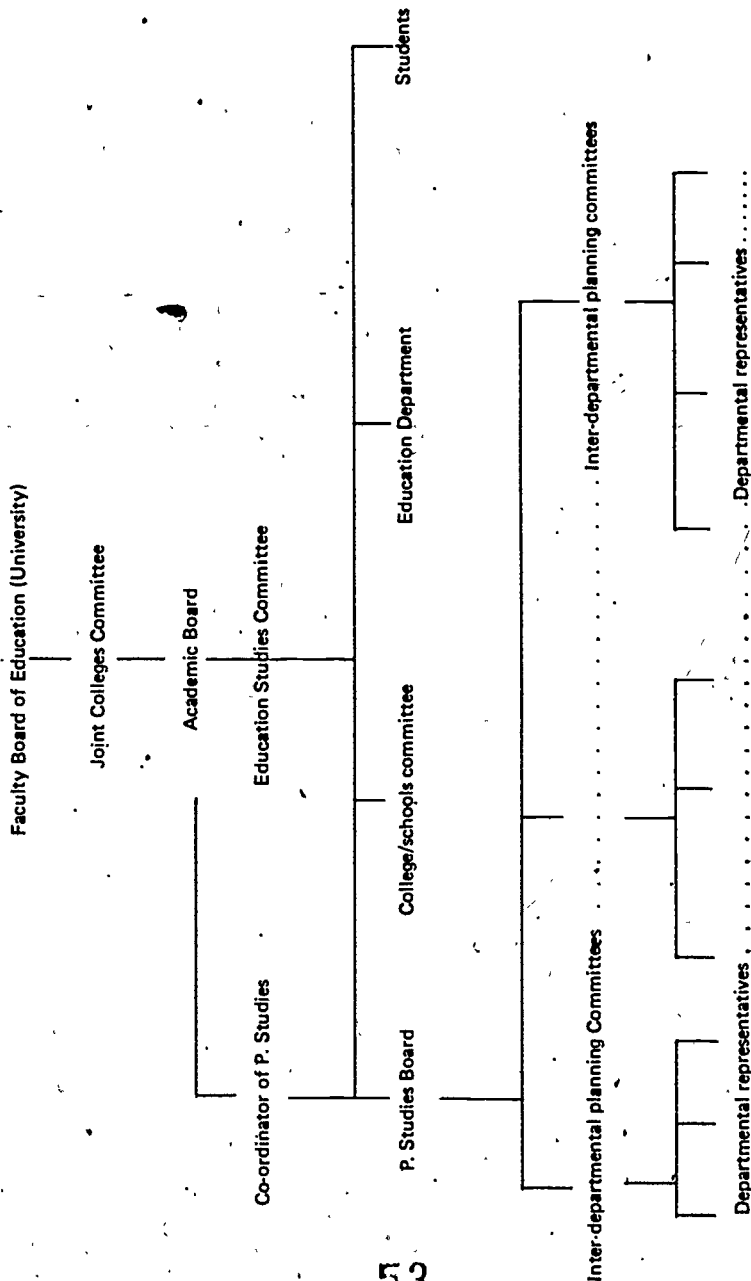 Faculty Board of Education (University)
Joint Colleges Committee
Academic Board
Co-ordinator of P. Studies
Education Studies Committee
P. Studies Board
College/schools committee
Education Department
Students
Inter-departmental planning Committees . . . . . . . . . . . . . . . . . . . Inter-departmental planning committees
Departmental representatives . . . . . . . . . . . . . . . . . . . Departmental representatives . . . . . . .